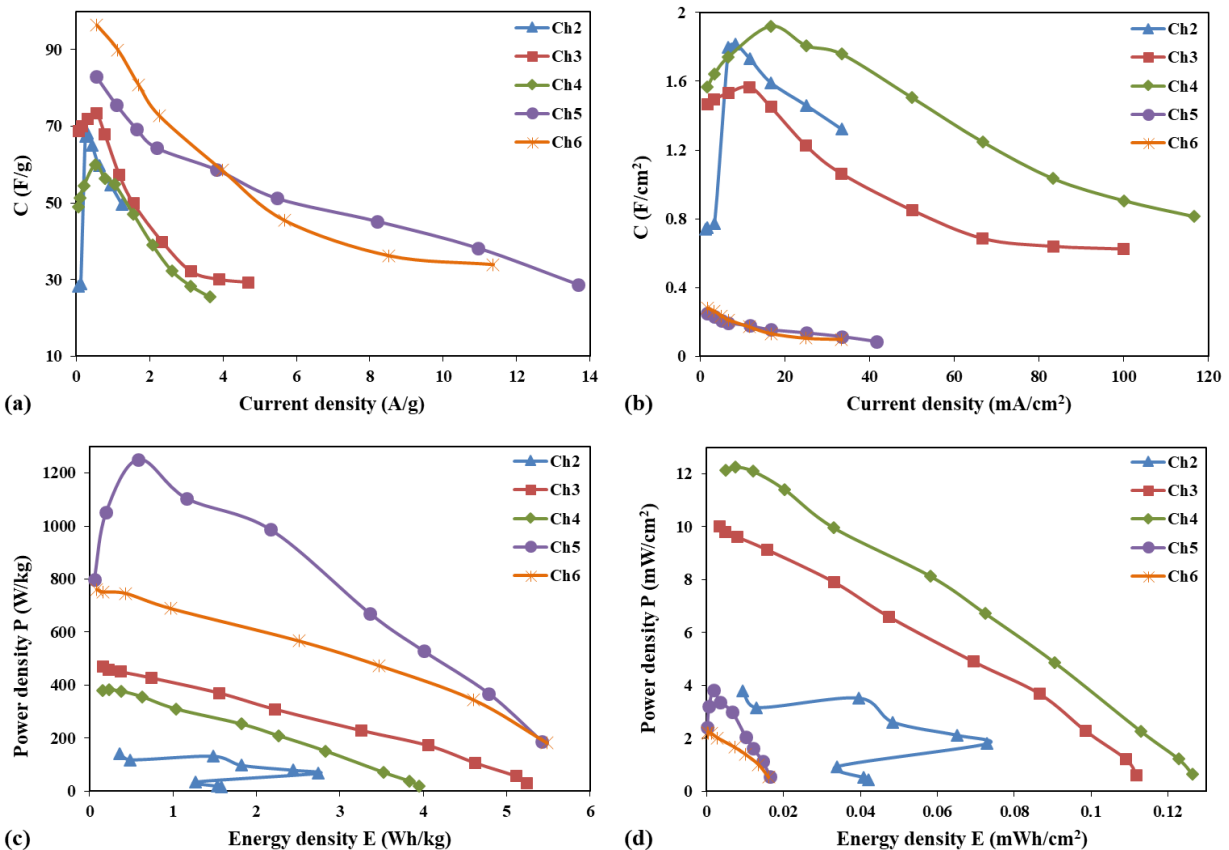 90
70
50
30
10
0
2
4
6
8
10
12
14
C (F/g)
Current density (A/g)
Ch2
Ch3
Ch4
Ch5
Ch6
(a)
2
1.6
1.2
0.8
0.4
0
0
20
40
60
80
100
120
C (F/cm²)
Current density (mA/cm²)
Ch2
Ch3
Ch4
Ch5
Ch6
(b)
1200
1000
800
600
400
200
0
0
1
2
3
4
5
6
Power density P (W/kg)
Energy density E (Wh/kg)
Ch2
Ch3
Ch4
Ch5
Ch6
(c)
12
10
8
6
4
2
0
0
0.02
0.04
0.06
0.08
0.1
0.12
Power density P (mW/cm²)
Energy density E (mWh/cm²)
Ch2
Ch3
Ch4
Ch5
Ch6
(d)